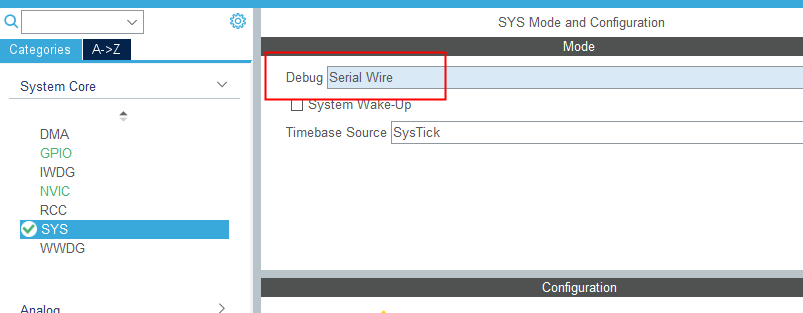 SYS Mode and Configuration
Categories
A->Z
Mode
System Core
Debug Serial Wire
System Wake-Up
Timebase Source SysTick
DMA
GPIO
IWDG
NVIC
RCC
SYS
WWDG
Configuration
Analog